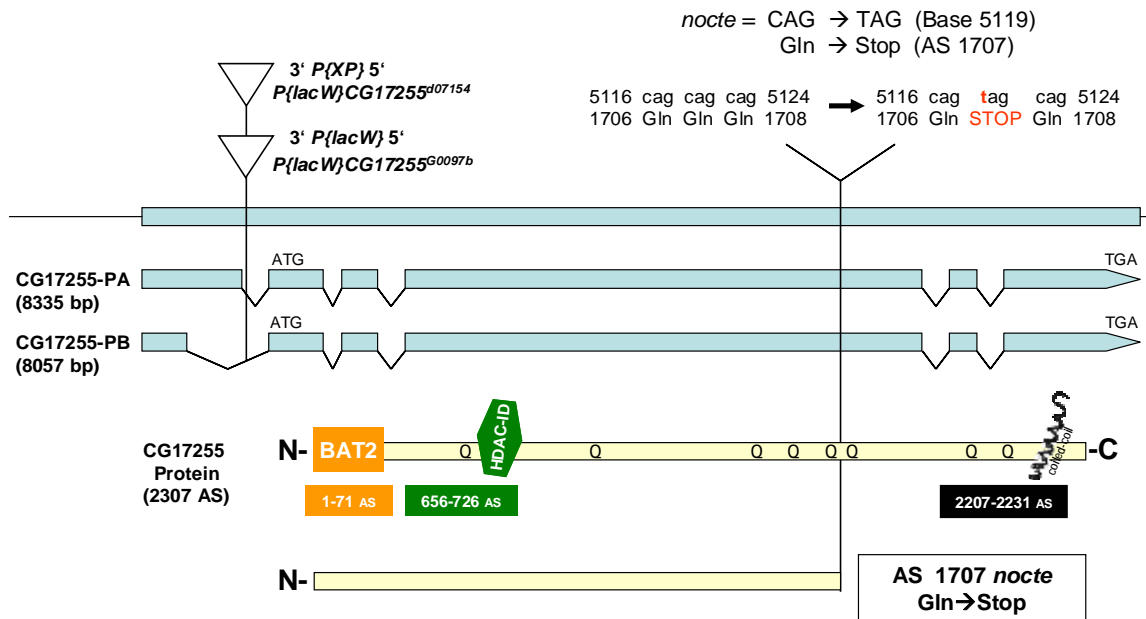 nocte = CAG → TAG (Base 5119)
Gln → Stop (AS 1707)
3‘ P{XP} 5‘
P{lacW}CG17255d07154
3‘ P{lacW} 5‘
P{lacW}CG17255G0097b
5116 cag cag cag 5124
1706 Gln Gln Gln 1708
5116 cag tag cag 5124
1706 Gln STOP Gln 1708
CG17255-PA
(8335 bp)
ATG
TGA
CG17255-PB
(8057 bp)
ATG
TGA
CG17255
Protein
(2307 AS)
N- BAT2 Q HDAC-ID Q Q Q Q Q Q Q coiled-coil -C
1-71 AS
656-726 AS
2207-2231 AS
N-
AS 1707 nocte
Gln→Stop